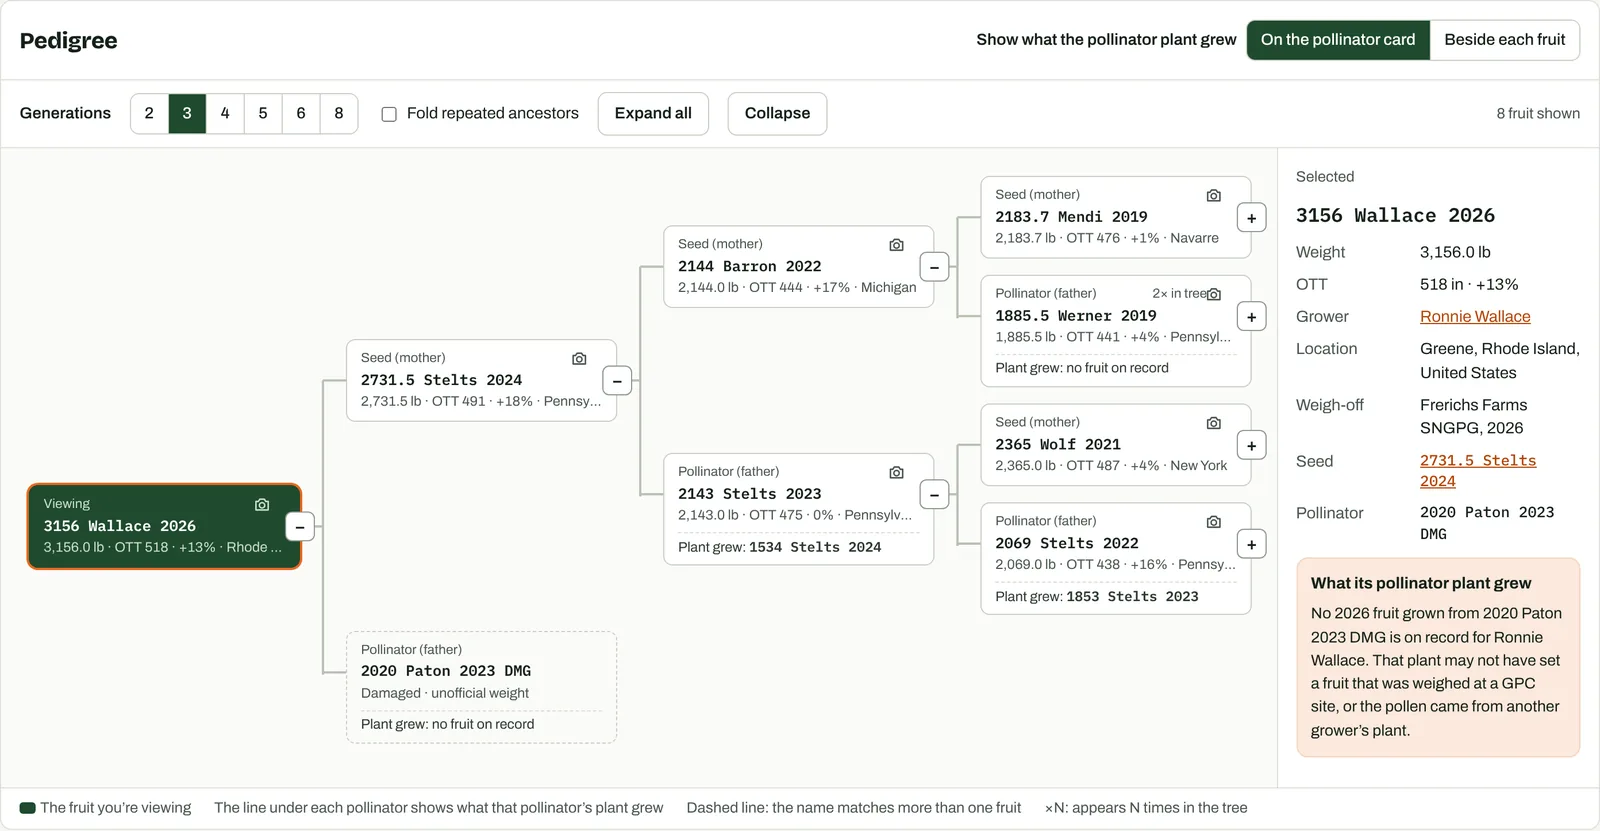 Pedigree
Show what the pollinator plant grew
On the pollinator card
Beside each fruit
Generations
2
3
4
5
6
8
Fold repeated ancestors
Expand all
Collapse
8 fruit shown
Viewing
3156 Wallace 2026
3,156.0 lb · OTT 518 · +13% · Rhode ...
−
Seed (mother)
2731.5 Stelts 2024
2,731.5 lb · OTT 491 · +18% · Pennsy...
−
Pollinator (father)
2020 Paton 2023 DMG
Damaged · unofficial weight
Plant grew: no fruit on record
Seed (mother)
2144 Barron 2022
2,144.0 lb · OTT 444 · +17% · Michigan
−
Pollinator (father)
2143 Stelts 2023
2,143.0 lb · OTT 475 · 0% · Pennsylv...
Plant grew: 1534 Stelts 2024
−
Seed (mother)
2183.7 Mendi 2019
2,183.7 lb · OTT 476 · +1% · Navarre
+
Pollinator (father)
2× in tree
1885.5 Werner 2019
1,885.5 lb · OTT 441 · +4% · Pennsyl...
Plant grew: no fruit on record
+
Seed (mother)
2365 Wolf 2021
2,365.0 lb · OTT 487 · +4% · New York
+
Pollinator (father)
2069 Stelts 2022
2,069.0 lb · OTT 438 · +16% · Pennsy...
Plant grew: 1853 Stelts 2023
+
Selected
3156 Wallace 2026
Weight 3,156.0 lb
OTT 518 in · +13%
Grower Ronnie Wallace
Location Greene, Rhode Island,
United States
Weigh-off Frerichs Farms
SNGPG, 2026
Seed 2731.5 Stelts
2024
Pollinator 2020 Paton 2023
DMG
What its pollinator plant grew
No 2026 fruit grown from 2020 Paton
2023 DMG is on record for Ronnie
Wallace. That plant may not have set
a fruit that was weighed at a GPC
site, or the pollen came from another
grower’s plant.
The fruit you’re viewing
The line under each pollinator shows what that pollinator’s plant grew
Dashed line: the name matches more than one fruit
×N: appears N times in the tree